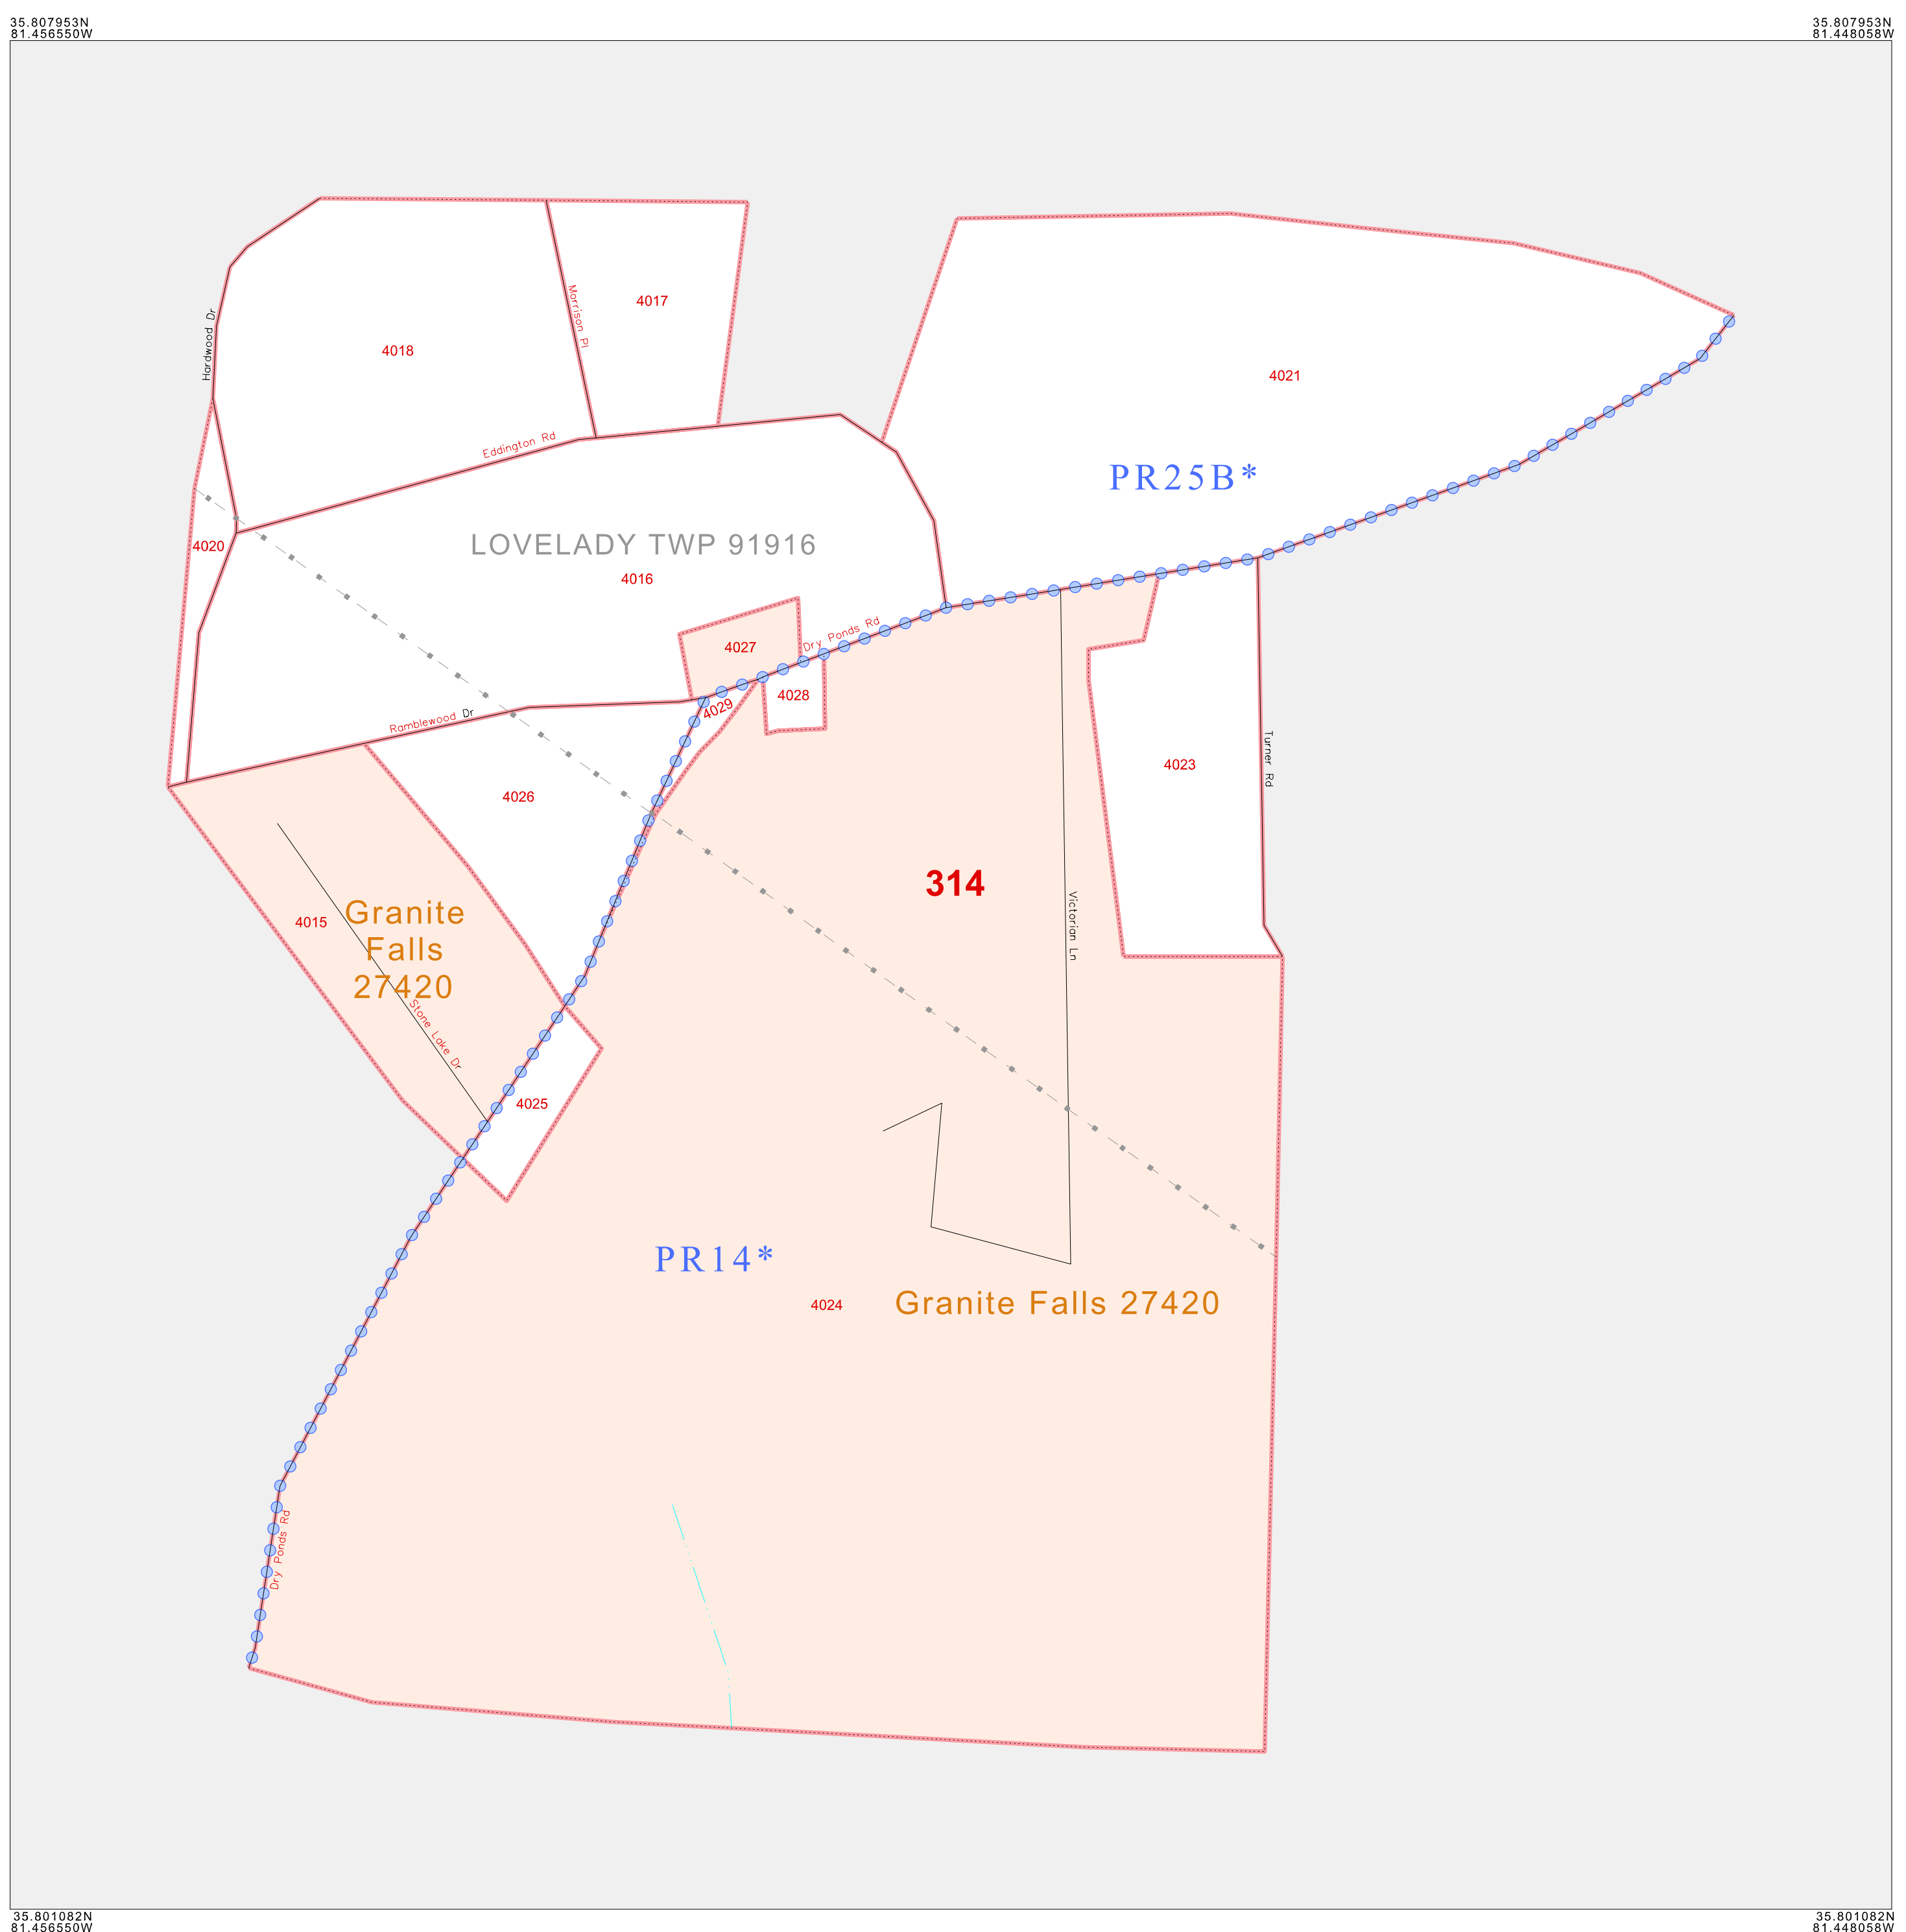 35.807953N
81.456550W
35.807953N
81.448058W
Hardwood Dr
Morrison Pl
4017
4018
4021
Eddington Rd
PR25B*
LOVELADY TWP 91916
4020
4016
Dry Ponds Rd
4027
4028
4029
Ramblewood Dr
4026
4023
Turner Rd
314
Victorian Ln
4015
Granite
Falls
27420
Stone Lake Dr
4025
PR14*
4024
Granite Falls 27420
Dry Ponds Rd
35.801082N
81.456550W
35.801082N
81.448058W